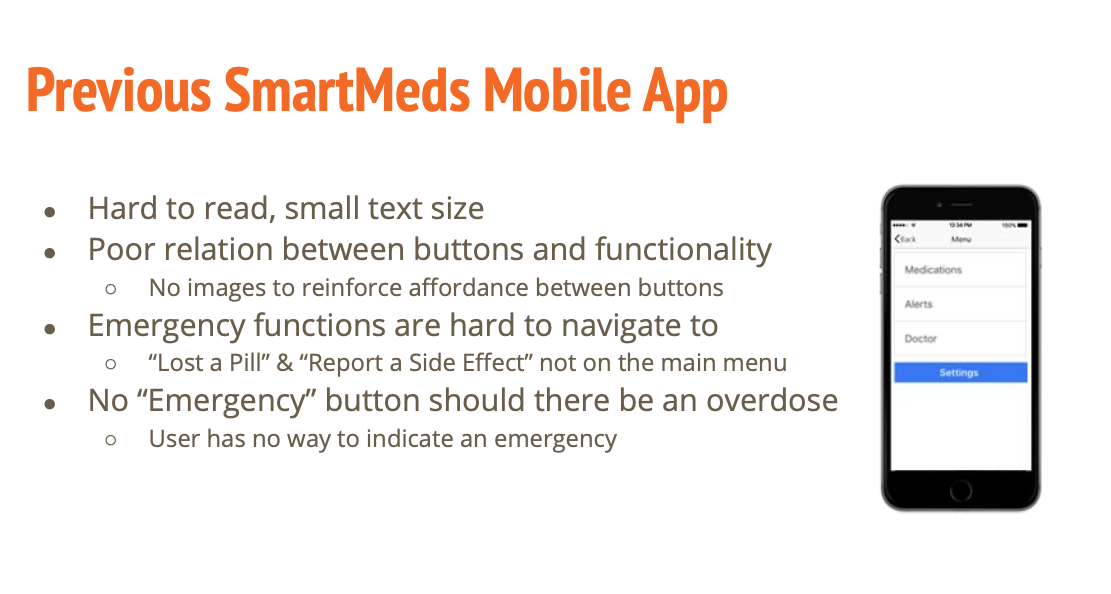 Previous SmartMeds Mobile App
● Hard to read, small text size
● Poor relation between buttons and functionality
○ No images to reinforce affordance between buttons
● Emergency functions are hard to navigate to
○ “Lost a Pill” & “Report a Side Effect” not on the main menu
● No “Emergency” button should there be an overdose
○ User has no way to indicate an emergency
12:34 PM 100%
Back Menu
Medications
Alerts
Doctor
Settings